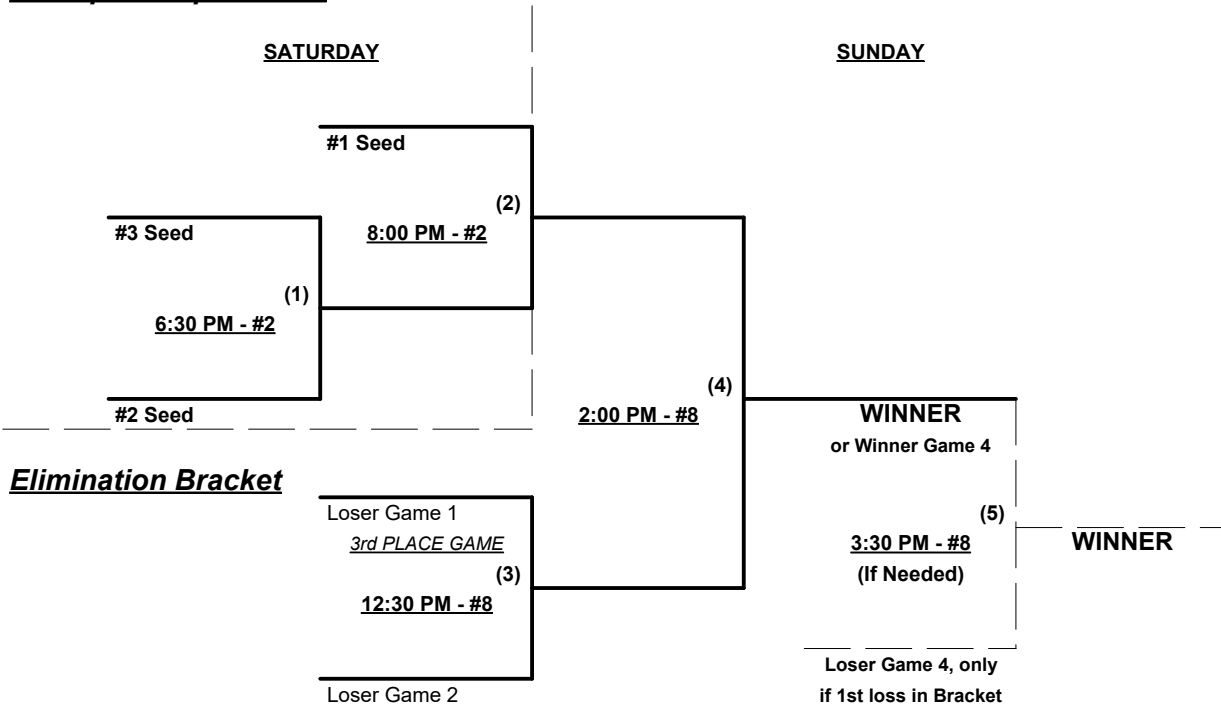 SATURDAY
SUNDAY
#1 Seed
(2)
8:00 PM - #2
#3 Seed
(1)
6:30 PM - #2
#2 Seed
(4)
2:00 PM - #8
WINNER
or Winner Game 4
Elimination Bracket
Loser Game 1
3rd PLACE GAME
(3)
12:30 PM - #8
Loser Game 2
(5)
3:30 PM - #8
(If Needed)
WINNER
Loser Game 4, only
if 1st loss in Bracket